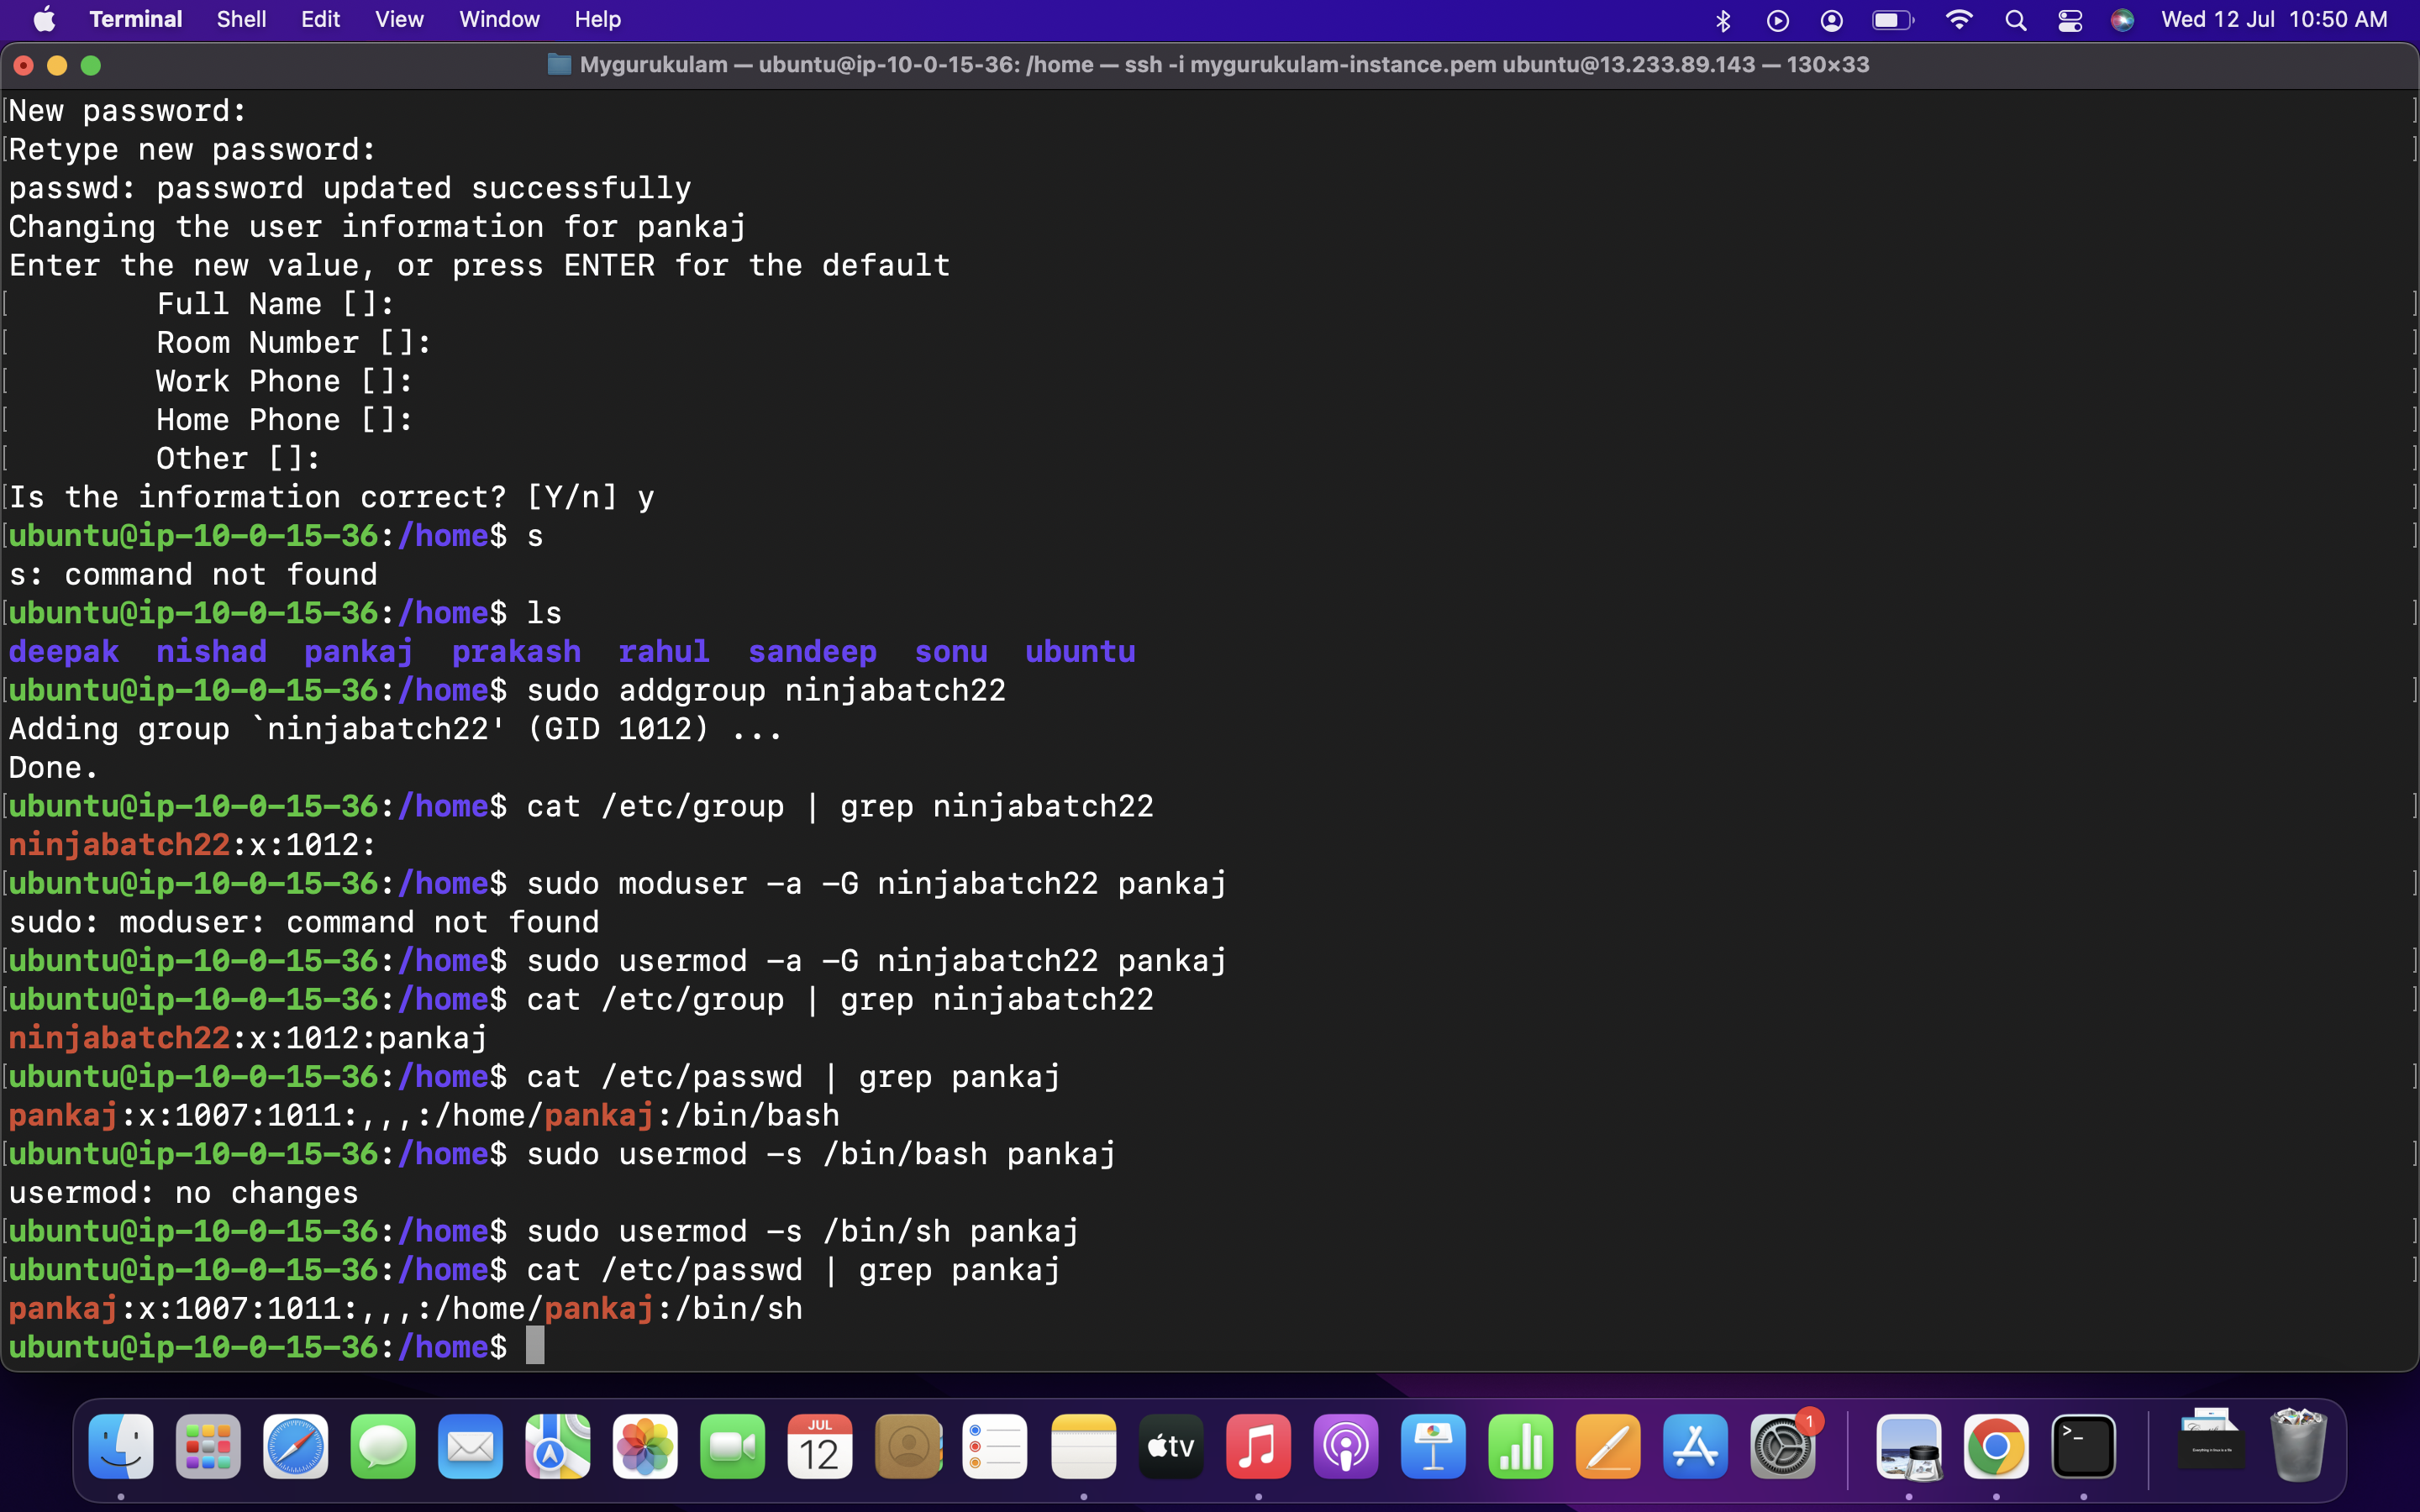 Terminal Shell Edit View Window Help Wed 12 Jul 10:50 AM
Mygurukulam — ubuntu@ip-10-0-15-36: /home — ssh -i mygurukulam-instance.pem ubuntu@13.233.89.143 — 130×33
New password:
Retype new password:
passwd: password updated successfully
Changing the user information for pankaj
Enter the new value, or press ENTER for the default
Full Name []:
Room Number []:
Work Phone []:
Home Phone []:
Other []:
Is the information correct? [Y/n] y
ubuntu@ip-10-0-15-36:/home$ s
s: command not found
ubuntu@ip-10-0-15-36:/home$ ls
deepak nishad pankaj prakash rahul sandeep sonu ubuntu
ubuntu@ip-10-0-15-36:/home$ sudo addgroup ninjabatch22
Adding group `ninjabatch22' (GID 1012) ...
Done.
ubuntu@ip-10-0-15-36:/home$ cat /etc/group | grep ninjabatch22
ninjabatch22:x:1012:
ubuntu@ip-10-0-15-36:/home$ sudo moduser -a -G ninjabatch22 pankaj
sudo: moduser: command not found
ubuntu@ip-10-0-15-36:/home$ sudo usermod -a -G ninjabatch22 pankaj
ubuntu@ip-10-0-15-36:/home$ cat /etc/group | grep ninjabatch22
ninjabatch22:x:1012:pankaj
ubuntu@ip-10-0-15-36:/home$ cat /etc/passwd | grep pankaj
pankaj:x:1007:1011:,,,:/home/pankaj:/bin/bash
ubuntu@ip-10-0-15-36:/home$ sudo usermod -s /bin/bash pankaj
usermod: no changes
ubuntu@ip-10-0-15-36:/home$ sudo usermod -s /bin/sh pankaj
ubuntu@ip-10-0-15-36:/home$ cat /etc/passwd | grep pankaj
pankaj:x:1007:1011:,,,:/home/pankaj:/bin/sh
ubuntu@ip-10-0-15-36:/home$
JUL
12
tv
1
>_